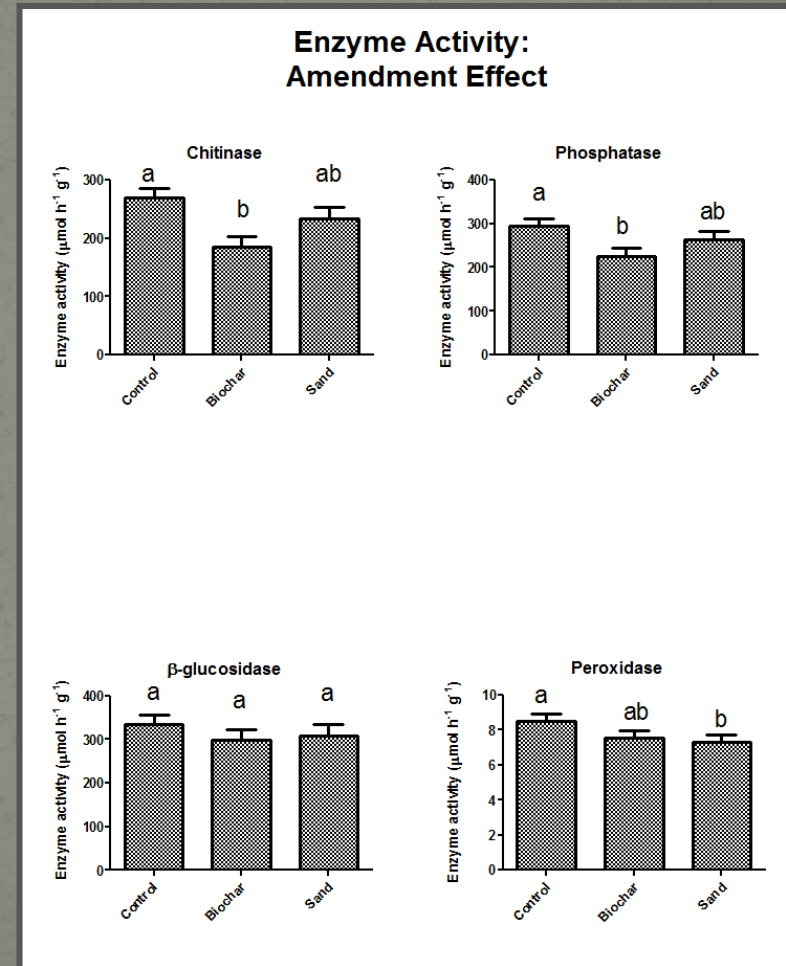 Enzyme Activity:
Amendment Effect
Chitinase
Enzyme activity (μmol h⁻¹ g⁻¹)
300
200
100
0
a
b
ab
Control
Biochar
Sand
Phosphatase
Enzyme activity (μmol h⁻¹ g⁻¹)
400
300
200
100
0
a
b
ab
Control
Biochar
Sand
β-glucosidase
Enzyme activity (μmol h⁻¹ g⁻¹)
400
300
200
100
0
a
a
a
Control
Biochar
Sand
Peroxidase
Enzyme activity (μmol h⁻¹ g⁻¹)
10
8
6
4
2
0
a
ab
b
Control
Biochar
Sand